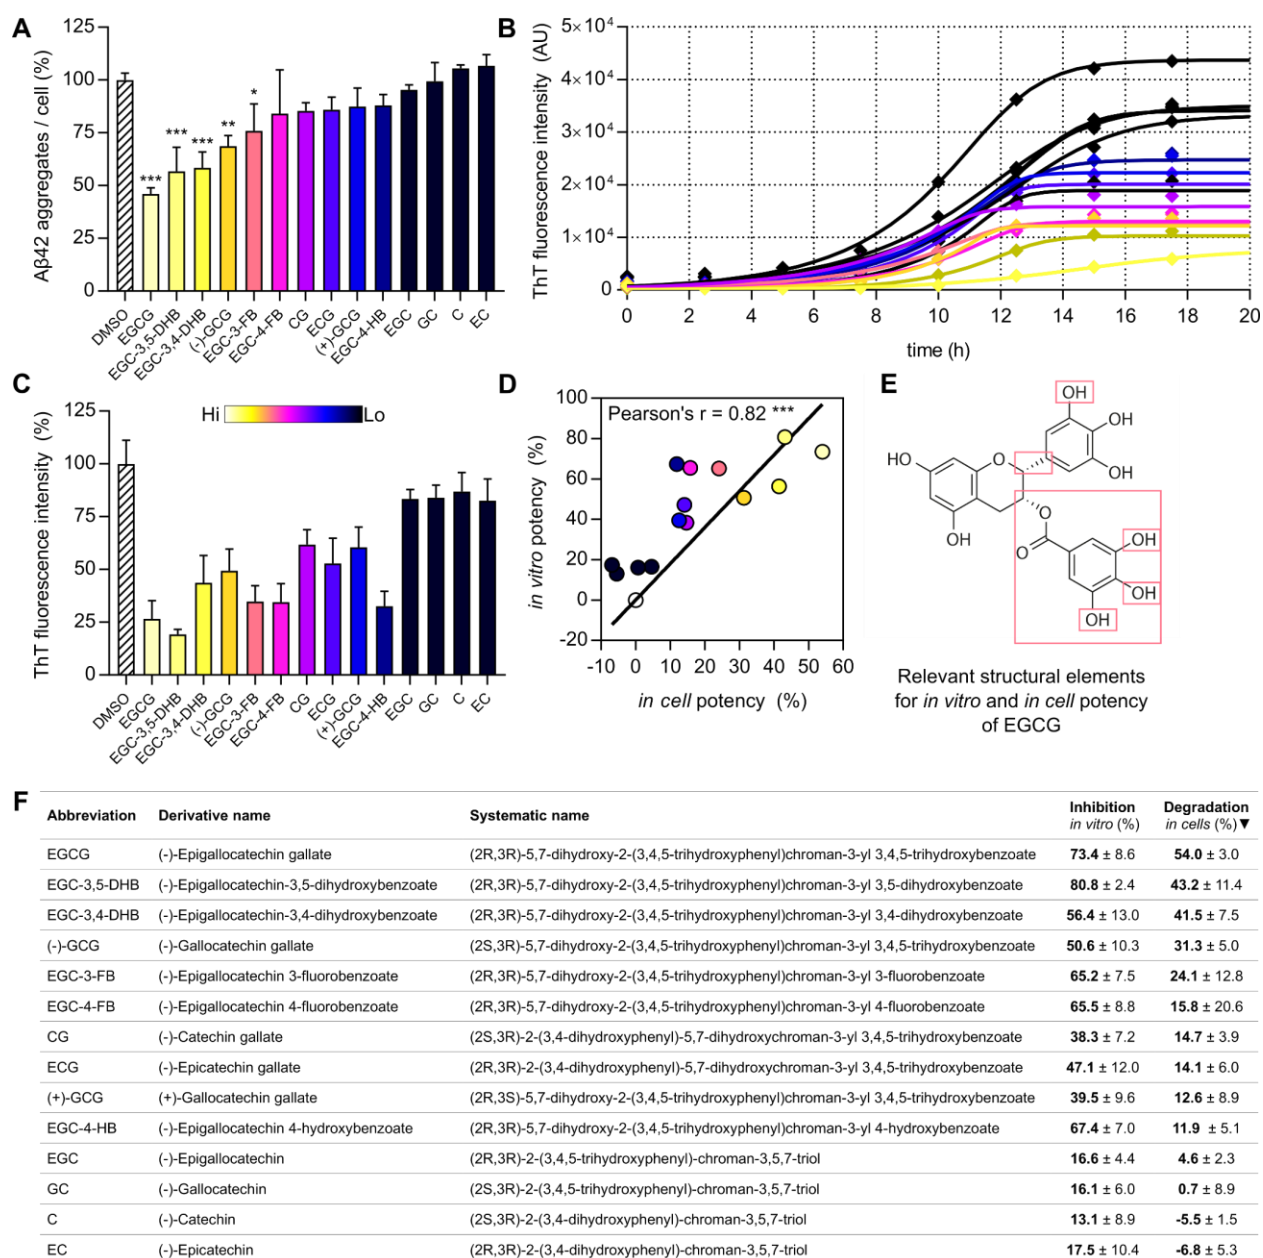 A
Aβ42 aggregates / cell (%)
125
100
75
50
25
0
***
***
***
**
*
DMSO
EGCG
EGC-3,5-DHB
EGC-3,4-DHB
(-)-GCG
EGC-3-FB
EGC-4-FB
CG
ECG
(+)-GCG
EGC-4-HB
EGC
GC
C
EC
B
ThT fluorescence intensity (AU)
5×10⁴
4×10⁴
3×10⁴
2×10⁴
1×10⁴
0
0 2 4 6 8 10 12 14 16 18 20
time (h)
C
ThT fluorescence intensity (%)
125
100
75
50
25
0
Hi Lo
DMSO
EGCG
EGC-3,5-DHB
EGC-3,4-DHB
(-)-GCG
EGC-3-FB
EGC-4-FB
CG
ECG
(+)-GCG
EGC-4-HB
EGC
GC
C
EC
D
in vitro potency (%)
100
80
60
40
20
0
-20
Pearson's r = 0.82 ***
-10 0 10 20 30 40 50 60
in cell potency (%)
E
OH
OH
HO
O
OH
O
OH
O
OH
OH
OH
Relevant structural elements
for in vitro and in cell potency
of EGCG
F
Abbreviation Derivative name Systematic name Inhibition in vitro (%) Degradation in cells (%)▼
EGCG (-)-Epigallocatechin gallate (2R,3R)-5,7-dihydroxy-2-(3,4,5-trihydroxyphenyl)chroman-3-yl 3,4,5-trihydroxybenzoate 73.4 ± 8.6 54.0 ± 3.0
EGC-3,5-DHB (-)-Epigallocatechin-3,5-dihydroxybenzoate (2R,3R)-5,7-dihydroxy-2-(3,4,5-trihydroxyphenyl)chroman-3-yl 3,5-dihydroxybenzoate 80.8 ± 2.4 43.2 ± 11.4
EGC-3,4-DHB (-)-Epigallocatechin-3,4-dihydroxybenzoate (2R,3R)-5,7-dihydroxy-2-(3,4,5-trihydroxyphenyl)chroman-3-yl 3,4-dihydroxybenzoate 56.4 ± 13.0 41.5 ± 7.5
(-)-GCG (-)-Gallocatechin gallate (2S,3R)-5,7-dihydroxy-2-(3,4,5-trihydroxyphenyl)chroman-3-yl 3,4,5-trihydroxybenzoate 50.6 ± 10.3 31.3 ± 5.0
EGC-3-FB (-)-Epigallocatechin 3-fluorobenzoate (2R,3R)-5,7-dihydroxy-2-(3,4,5-trihydroxyphenyl)chroman-3-yl 3-fluorobenzoate 65.2 ± 7.5 24.1 ± 12.8
EGC-4-FB (-)-Epigallocatechin 4-fluorobenzoate (2R,3R)-5,7-dihydroxy-2-(3,4,5-trihydroxyphenyl)chroman-3-yl 4-fluorobenzoate 65.5 ± 8.8 15.8 ± 20.6
CG (-)-Catechin gallate (2S,3R)-2-(3,4-dihydroxyphenyl)-5,7-dihydroxychroman-3-yl 3,4,5-trihydroxybenzoate 38.3 ± 7.2 14.7 ± 3.9
ECG (-)-Epicatechin gallate (2R,3R)-2-(3,4-dihydroxyphenyl)-5,7-dihydroxychroman-3-yl 3,4,5-trihydroxybenzoate 47.1 ± 12.0 14.1 ± 6.0
(+)-GCG (+)-Gallocatechin gallate (2R,3S)-5,7-dihydroxy-2-(3,4,5-trihydroxyphenyl)chroman-3-yl 3,4,5-trihydroxybenzoate 39.5 ± 9.6 12.6 ± 8.9
EGC-4-HB (-)-Epigallocatechin 4-hydroxybenzoate (2R,3R)-5,7-dihydroxy-2-(3,4,5-trihydroxyphenyl)chroman-3-yl 4-hydroxybenzoate 67.4 ± 7.0 11.9 ± 5.1
EGC (-)-Epigallocatechin (2R,3R)-2-(3,4,5-trihydroxyphenyl)-chroman-3,5,7-triol 16.6 ± 4.4 4.6 ± 2.3
GC (-)-Gallocatechin (2S,3R)-2-(3,4,5-trihydroxyphenyl)-chroman-3,5,7-triol 16.1 ± 6.0 0.7 ± 8.9
C (-)-Catechin (2S,3R)-2-(3,4-dihydroxyphenyl)-chroman-3,5,7-triol 13.1 ± 8.9 -5.5 ± 1.5
EC (-)-Epicatechin (2R,3R)-2-(3,4-dihydroxyphenyl)-chroman-3,5,7-triol 17.5 ± 10.4 -6.8 ± 5.3